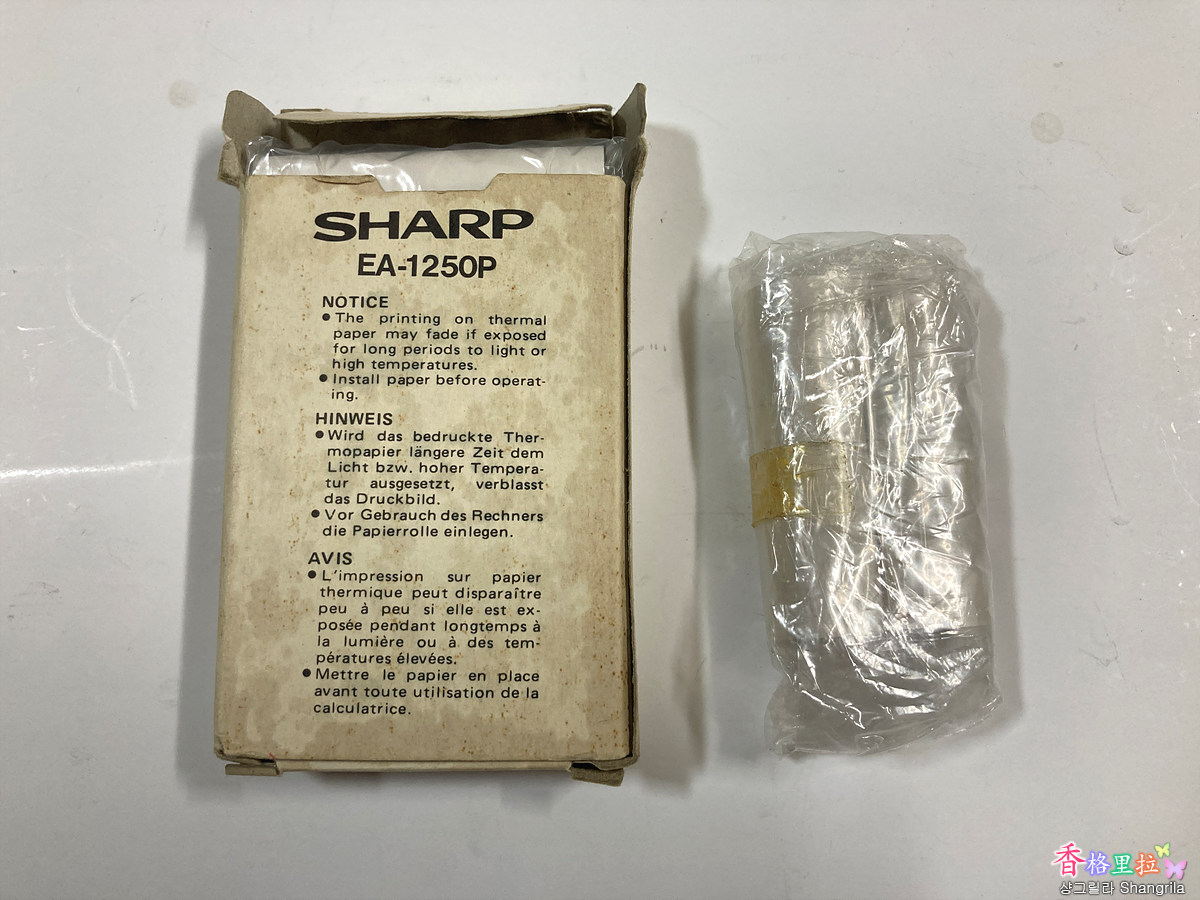 SHARP
EA-1250P
NOTICE
●The printing on thermal
paper may fade if exposed
for long periods to light or
high temperatures.
●Install paper before operat-
ing.
HINWEIS
●Wird das bedruckte Ther-
mopapier längere Zeit dem
Licht bzw. hoher Tempera-
tur ausgesetzt, verblasst
das Druckbild.
●Vor Gebrauch des Rechners
die Papierrolle einlegen.
AVIS
●L'impression sur papier
thermique peut disparaître
peu à peu si elle est ex-
posée pendant longtemps à
la lumière ou à des tem-
pératures élevées.
●Mettre le papier en place
avant toute utilisation de la
calculatrice.
香格里拉
샹그릴라 Shangrila